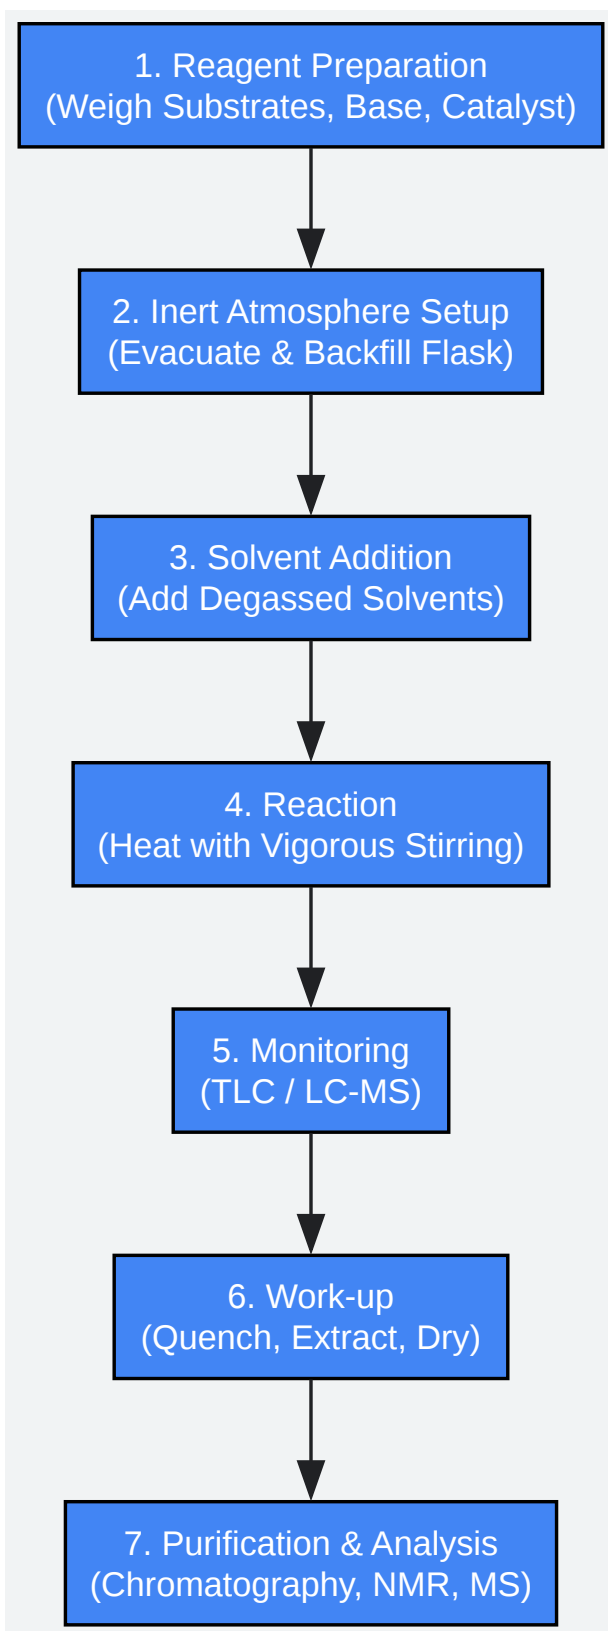 1. Reagent Preparation
(Weigh Substrates, Base, Catalyst)
2. Inert Atmosphere Setup
(Evacuate & Backfill Flask)
3. Solvent Addition
(Add Degassed Solvents)
4. Reaction
(Heat with Vigorous Stirring)
5. Monitoring
(TLC / LC-MS)
6. Work-up
(Quench, Extract, Dry)
7. Purification & Analysis
(Chromatography, NMR, MS)